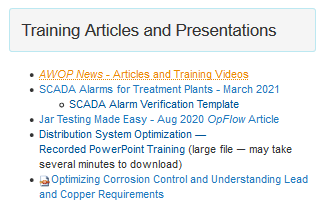 Training Articles and Presentations
AWOP News - Articles and Training Videos
SCADA Alarms for Treatment Plants - March 2021
SCADA Alarm Verification Template
Jar Testing Made Easy - Aug 2020 OpFlow Article
Distribution System Optimization —
Recorded PowerPoint Training (large file — may take
several minutes to download)
Optimizing Corrosion Control and Understanding Lead
and Copper Requirements